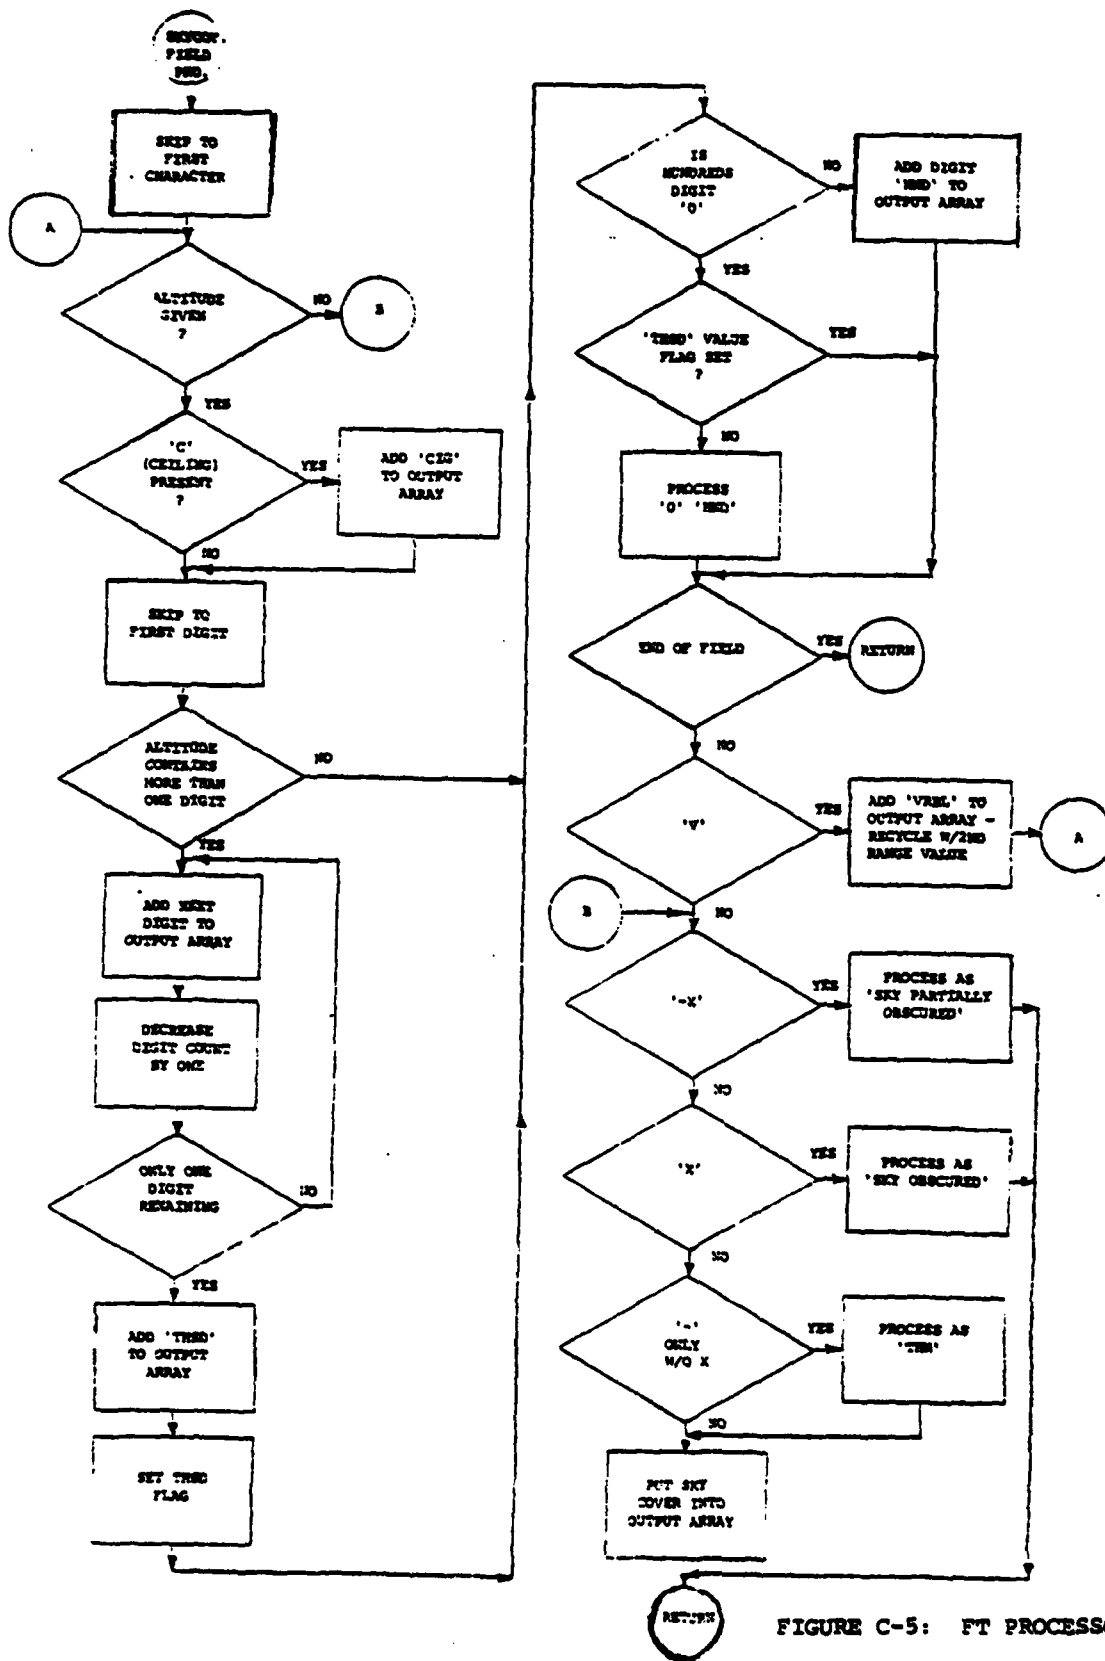 FIELD
SKIP TO
FIRST
CHARACTER
A
ALTITUDE
GIVEN
?
NO
B
YES
'C'
(CEILING)
PRESENT
?
YES
ADD 'CIG'
TO OUTPUT
ARRAY
NO
SKIP TO
FIRST DIGIT
ALTITUDE
CONTAINS
MORE THAN
ONE DIGIT
NO
YES
ADD NEXT
DIGIT TO
OUTPUT ARRAY
DECREASE
DIGIT COUNT
BY ONE
ONLY ONE
DIGIT
REMAINING
NO
YES
ADD 'THSD'
TO OUTPUT
ARRAY
SET THSD
FLAG
IS
HUNDREDS
DIGIT
'0'
NO
ADD DIGIT
'HND' TO
OUTPUT ARRAY
YES
'THSD' VALUE
FLAG SET
?
YES
NO
PROCESS
'0' 'HND'
END OF FIELD
YES
RETURN
NO
'V'
YES
ADD 'VRBL' TO
OUTPUT ARRAY -
RECYCLE W/2ND
RANGE VALUE
A
B
NO
'-X'
YES
PROCESS AS
'SKY PARTIALLY
OBSCURED'
NO
'X'
YES
PROCESS AS
'SKY OBSCURED'
NO
'-'
ONLY
W/O X
YES
PROCESS AS
'THN'
NO
PUT SKY
COVER INTO
OUTPUT ARRAY
RETURN
FIGURE C-5: FT PROCESSO